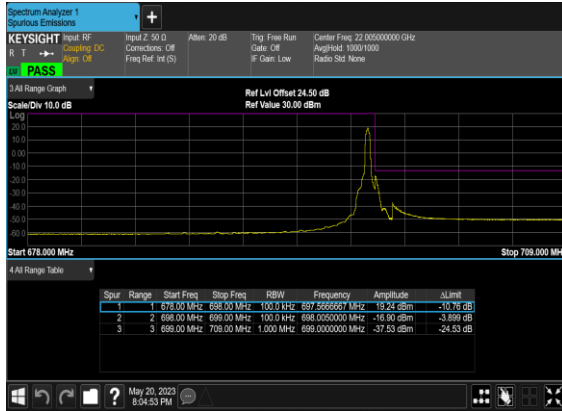 Spectrum Analyzer 1
Spurious Emissions
KEYSIGHT Input: RF
R T Coupling: DC
Align: Off
Input Z: 50 Ω
Corrections: Off
Freq Ref: Int (S)
Atten: 20 dB
Trig: Free Run
Gate: Off
IF Gain: Low
Center Freq: 22.005000000 GHz
Avg|Hold: 1000/1000
Radio Std: None
PASS
3 All Range Graph
Ref Lvl Offset 24.50 dB
Scale/Div 10.0 dB
Ref Value 30.00 dBm
Log
20.0
10.0
0.00
-10.0
-20.0
-30.0
-40.0
-50.0
-60.0
Start 678.000 MHz
Stop 709.000 MHz
4 All Range Table
Spur Range Start Freq Stop Freq RBW Frequency Amplitude ΔLimit
1 1 678.00 MHz 698.00 MHz 100.0 kHz 697.5666667 MHz 19.24 dBm -10.76 dB
2 2 698.00 MHz 699.00 MHz 100.0 kHz 698.0050000 MHz -16.90 dBm -3.899 dB
3 3 699.00 MHz 709.00 MHz 1.000 MHz 699.0000000 MHz -37.53 dBm -24.53 dB
?
May 20, 2023
8:04:53 PM